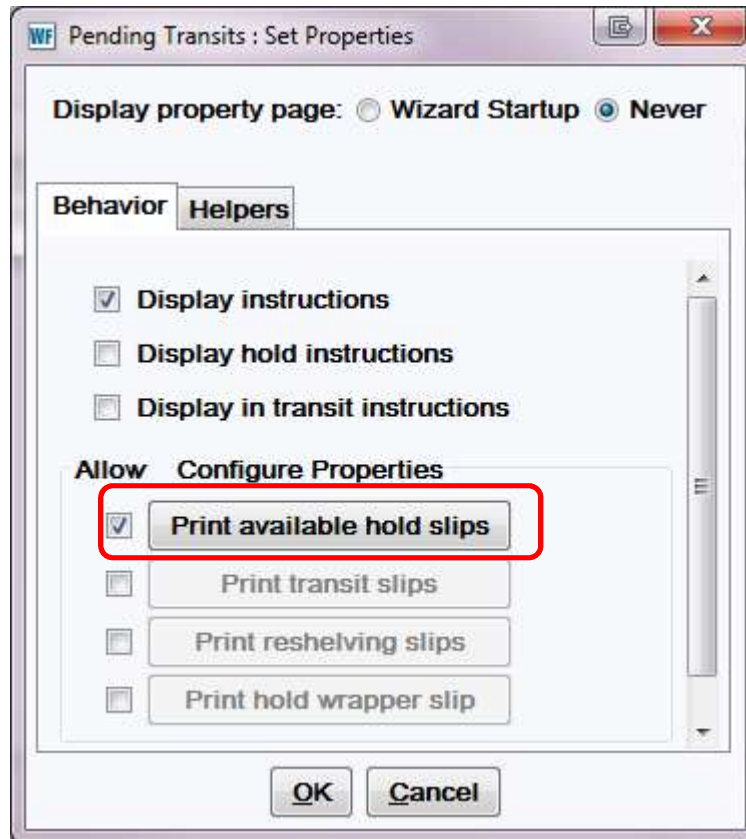 WF Pending Transits : Set Properties
Display property page: Wizard Startup Never
Behavior Helpers
Display instructions
Display hold instructions
Display in transit instructions
Allow Configure Properties
Print available hold slips
Print transit slips
Print reshelving slips
Print hold wrapper slip
OK Cancel